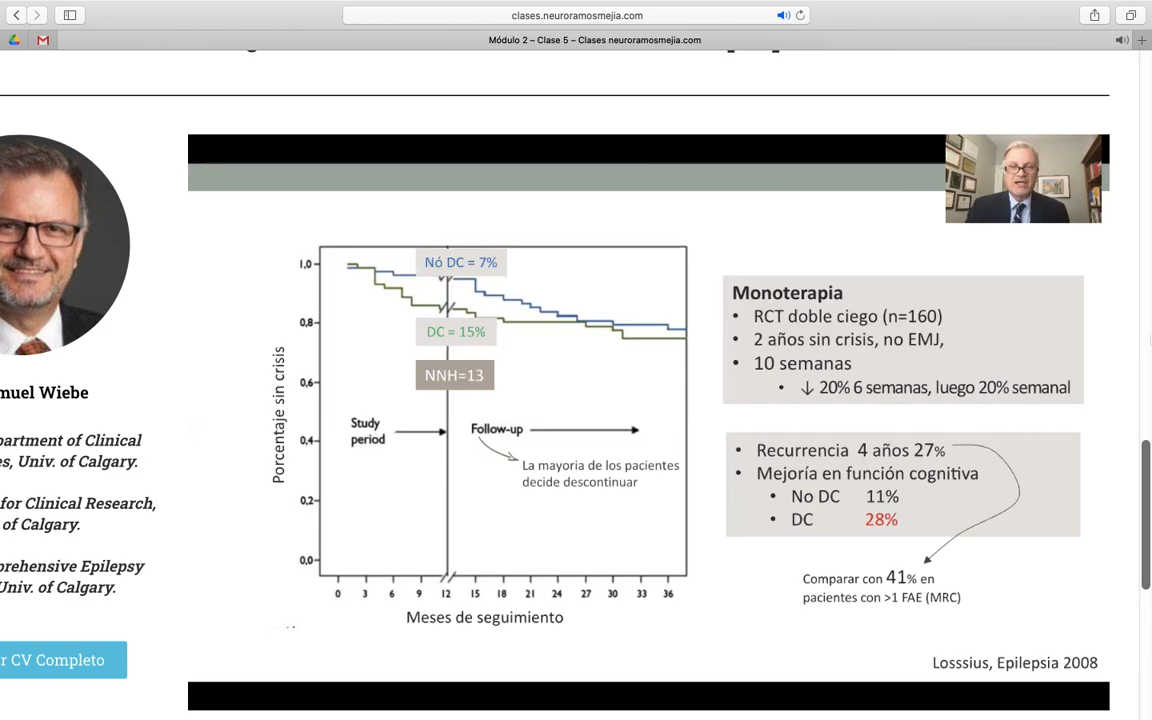 clases.neuroramosmejia.com
Módulo 2 – Clase 5 – Clases neuroramosmejia.com
muel Wiebe
partment of Clinical
es, Univ. of Calgary.
for Clinical Research,
of Calgary.
prehensive Epilepsy
Univ. of Calgary.
r CV Completo
Porcentaje sin crisis
1,0
0,8
0,6
0,4
0,2
0,0
Nó DC = 7%
DC = 15%
NNH=13
Study
period
Follow-up
La mayoria de los pacientes
decide descontinuar
0 3 6 9 12 15 18 21 24 27 30 33 36
Meses de seguimiento
Monoterapia
• RCT doble ciego (n=160)
• 2 años sin crisis, no EMJ,
• 10 semanas
• ↓ 20% 6 semanas, luego 20% semanal
• Recurrencia 4 años 27%
• Mejoría en función cognitiva
• No DC 11%
• DC 28%
Comparar con 41% en
pacientes con >1 FAE (MRC)
Losssius, Epilepsia 2008